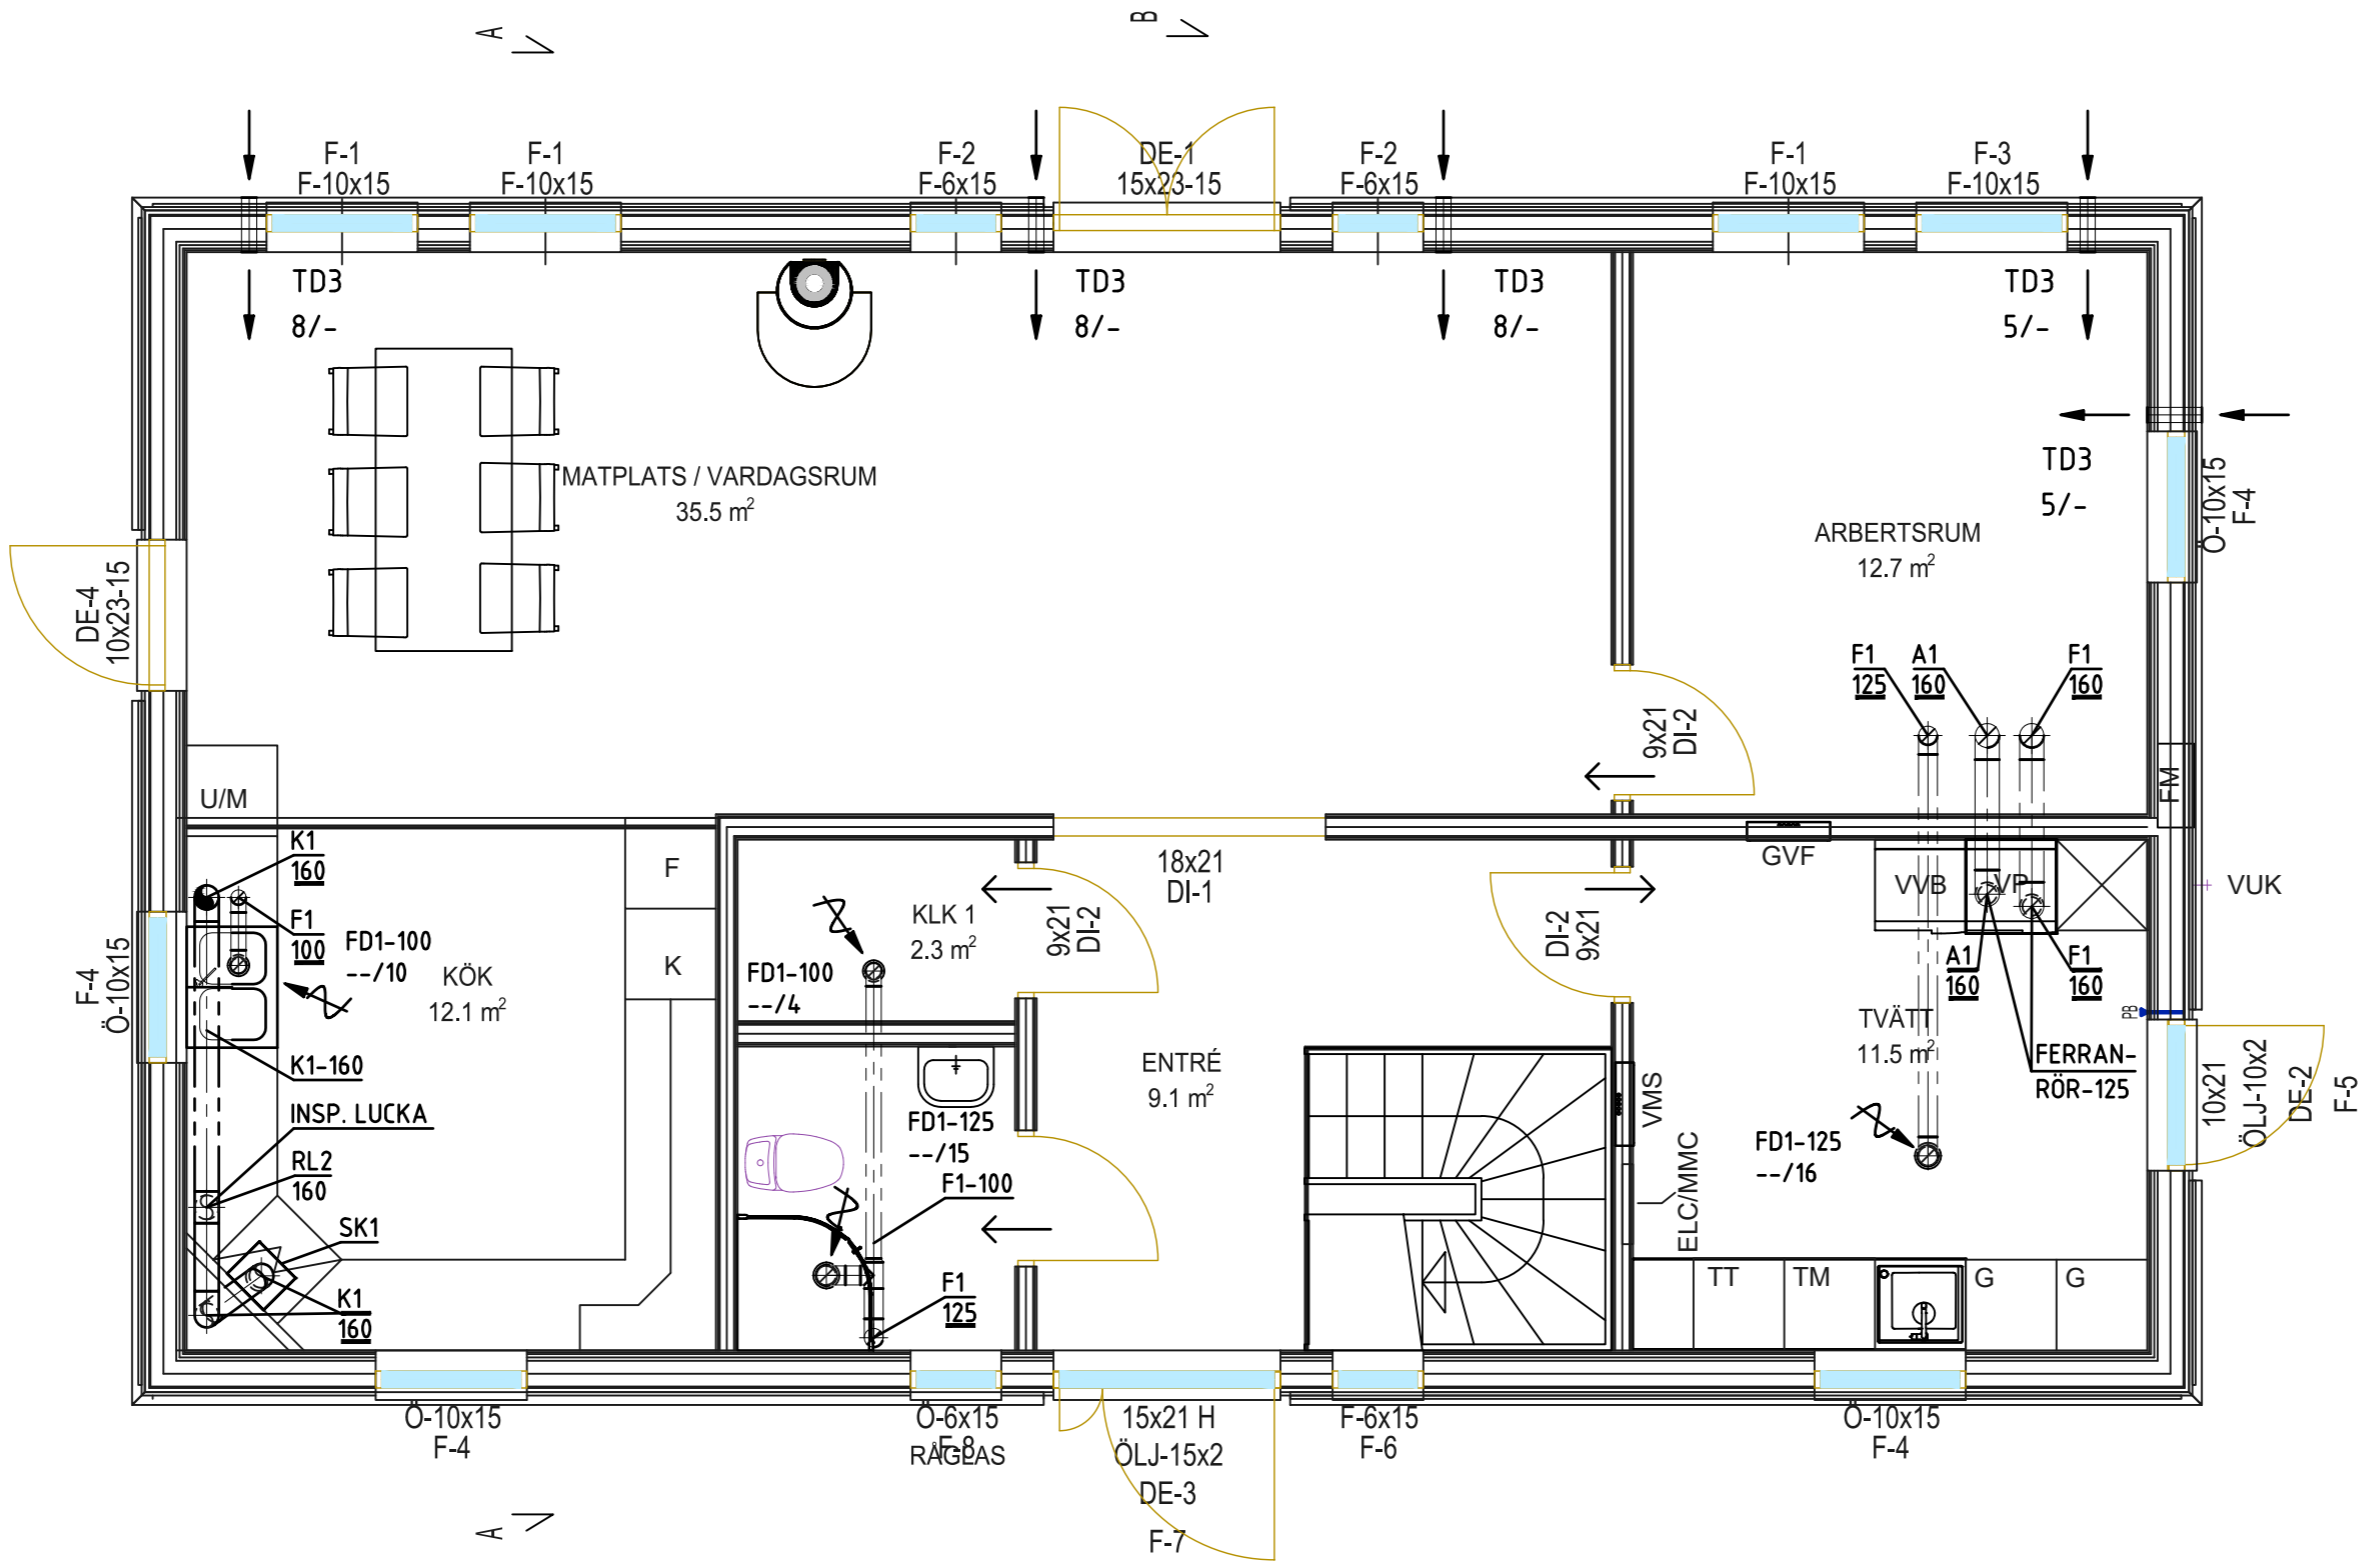 A
B
F-1
F-10x15
F-1
F-10x15
F-2
F-6x15
DE-1
15x23-15
F-2
F-6x15
F-1
F-10x15
F-3
F-10x15
TD3
8/-
TD3
8/-
TD3
8/-
TD3
5/-
TD3
5/-
Ö-10x15
F-4
MATPLATS / VARDAGSRUM
35.5 m²
ARBERTSRUM
12.7 m²
DE-4
10x23-15
F1
125
A1
160
F1
160
9x21
DI-2
FM
U/M
K1
160
F1
100
FD1-100
--/10
KÖK
12.1 m²
F
K
F-4
Ö-10x15
K1-160
INSP. LUCKA
RL2
160
SK1
K1
160
KLK 1
2.3 m²
FD1-100
--/4
9x21
DI-2
18x21
DI-1
DI-2
9x21
GVF
VVB
VP
VUK
A1
160
F1
160
PB
TVÄTT
11.5 m²
FERRAN-
RÖR-125
ENTRÉ
9.1 m²
FD1-125
--/15
F1-100
F1
125
VMS
ELC/MMC
FD1-125
--/16
10x21
ÖLJ-10x2
DE-2
F-5
TT
TM
G
G
Ö-10x15
F-4
Ö-6x15
F-8
RÅGLAS
15x21 H
ÖLJ-15x2
DE-3
F-7
F-6x15
F-6
Ö-10x15
F-4
A